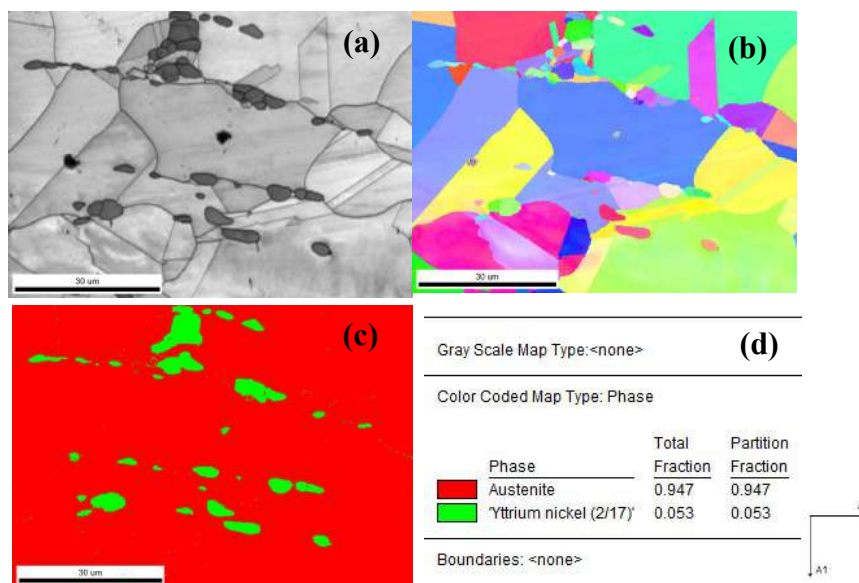 (a)
(b)
30 um
30 um
(c)
(d)
Gray Scale Map Type:<none>
Color Coded Map Type: Phase
Total Partition
Phase Fraction Fraction
Austenite 0.947 0.947
'Yttrium nickel (2/17)' 0.053 0.053
Boundaries: <none>
A1
30 um